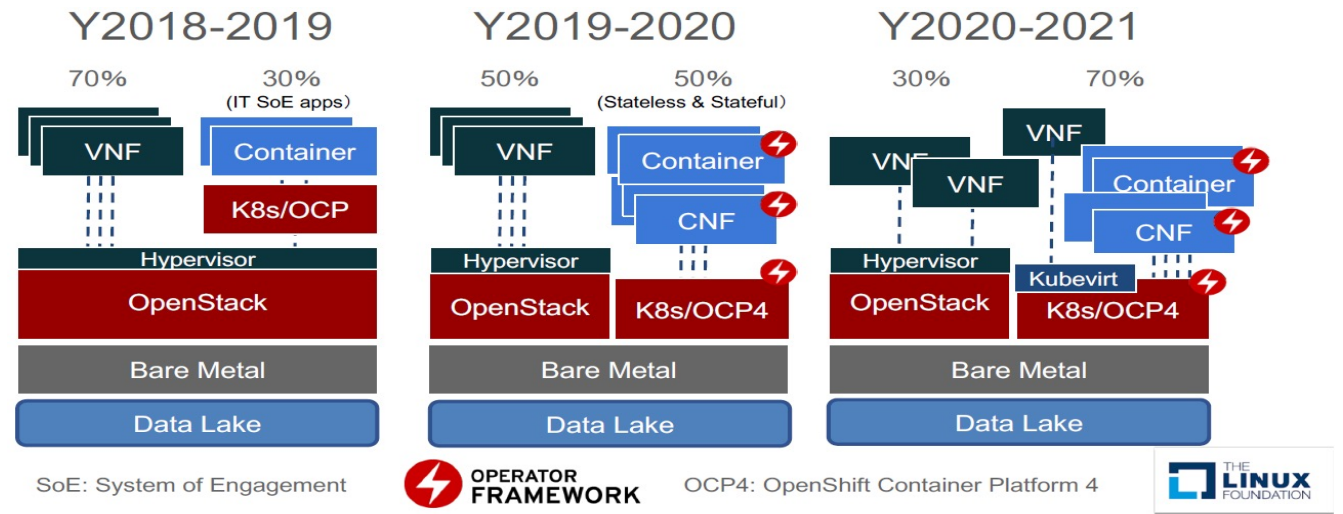 Y2018-2019
70%
30%
(IT SoE apps)
VNF
Container
K8s/OCP
Hypervisor
OpenStack
Bare Metal
Data Lake
Y2019-2020
50%
50%
(Stateless & Stateful)
VNF
Container
CNF
Hypervisor
OpenStack
K8s/OCP4
Bare Metal
Data Lake
Y2020-2021
30%
70%
VNF
VNF
VNF
Container
CNF
Hypervisor
Kubevirt
OpenStack
K8s/OCP4
Bare Metal
Data Lake
SoE: System of Engagement
OPERATOR
FRAMEWORK
OCP4: OpenShift Container Platform 4
THE
LINUX
FOUNDATION